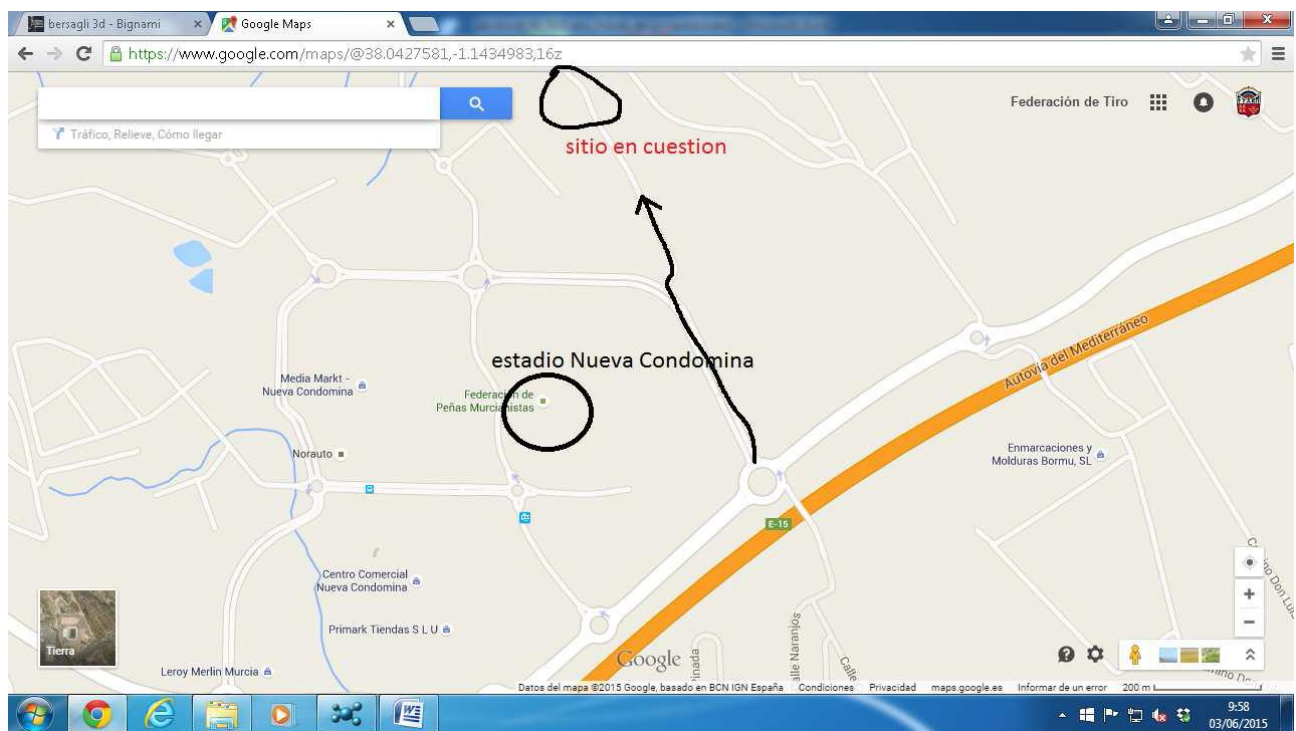 bersagli 3d - Bignami
Google Maps
https://www.google.com/maps/@38.0427581,-1.1434983,16z
Federación de Tiro
Tráfico, Relieve, Cómo llegar
sitio en cuestion
Autovía del Mediterráneo
estadio Nueva Condomina
Media Markt -
Nueva Condomina
Federación de
Peñas Murcianistas
Norauto
Enmarcaciones y
Molduras Bormu, SL
E-15
Centro Comercial
Nueva Condomina
Primark Tiendas S L U
Leroy Merlin Murcia
Tierra
Google
Calle
Datos del mapa ©2015 Google, basado en BCN IGN España
Condiciones
Privacidad
maps.google.es
Informar de un error
200 m
9:58
03/06/2015